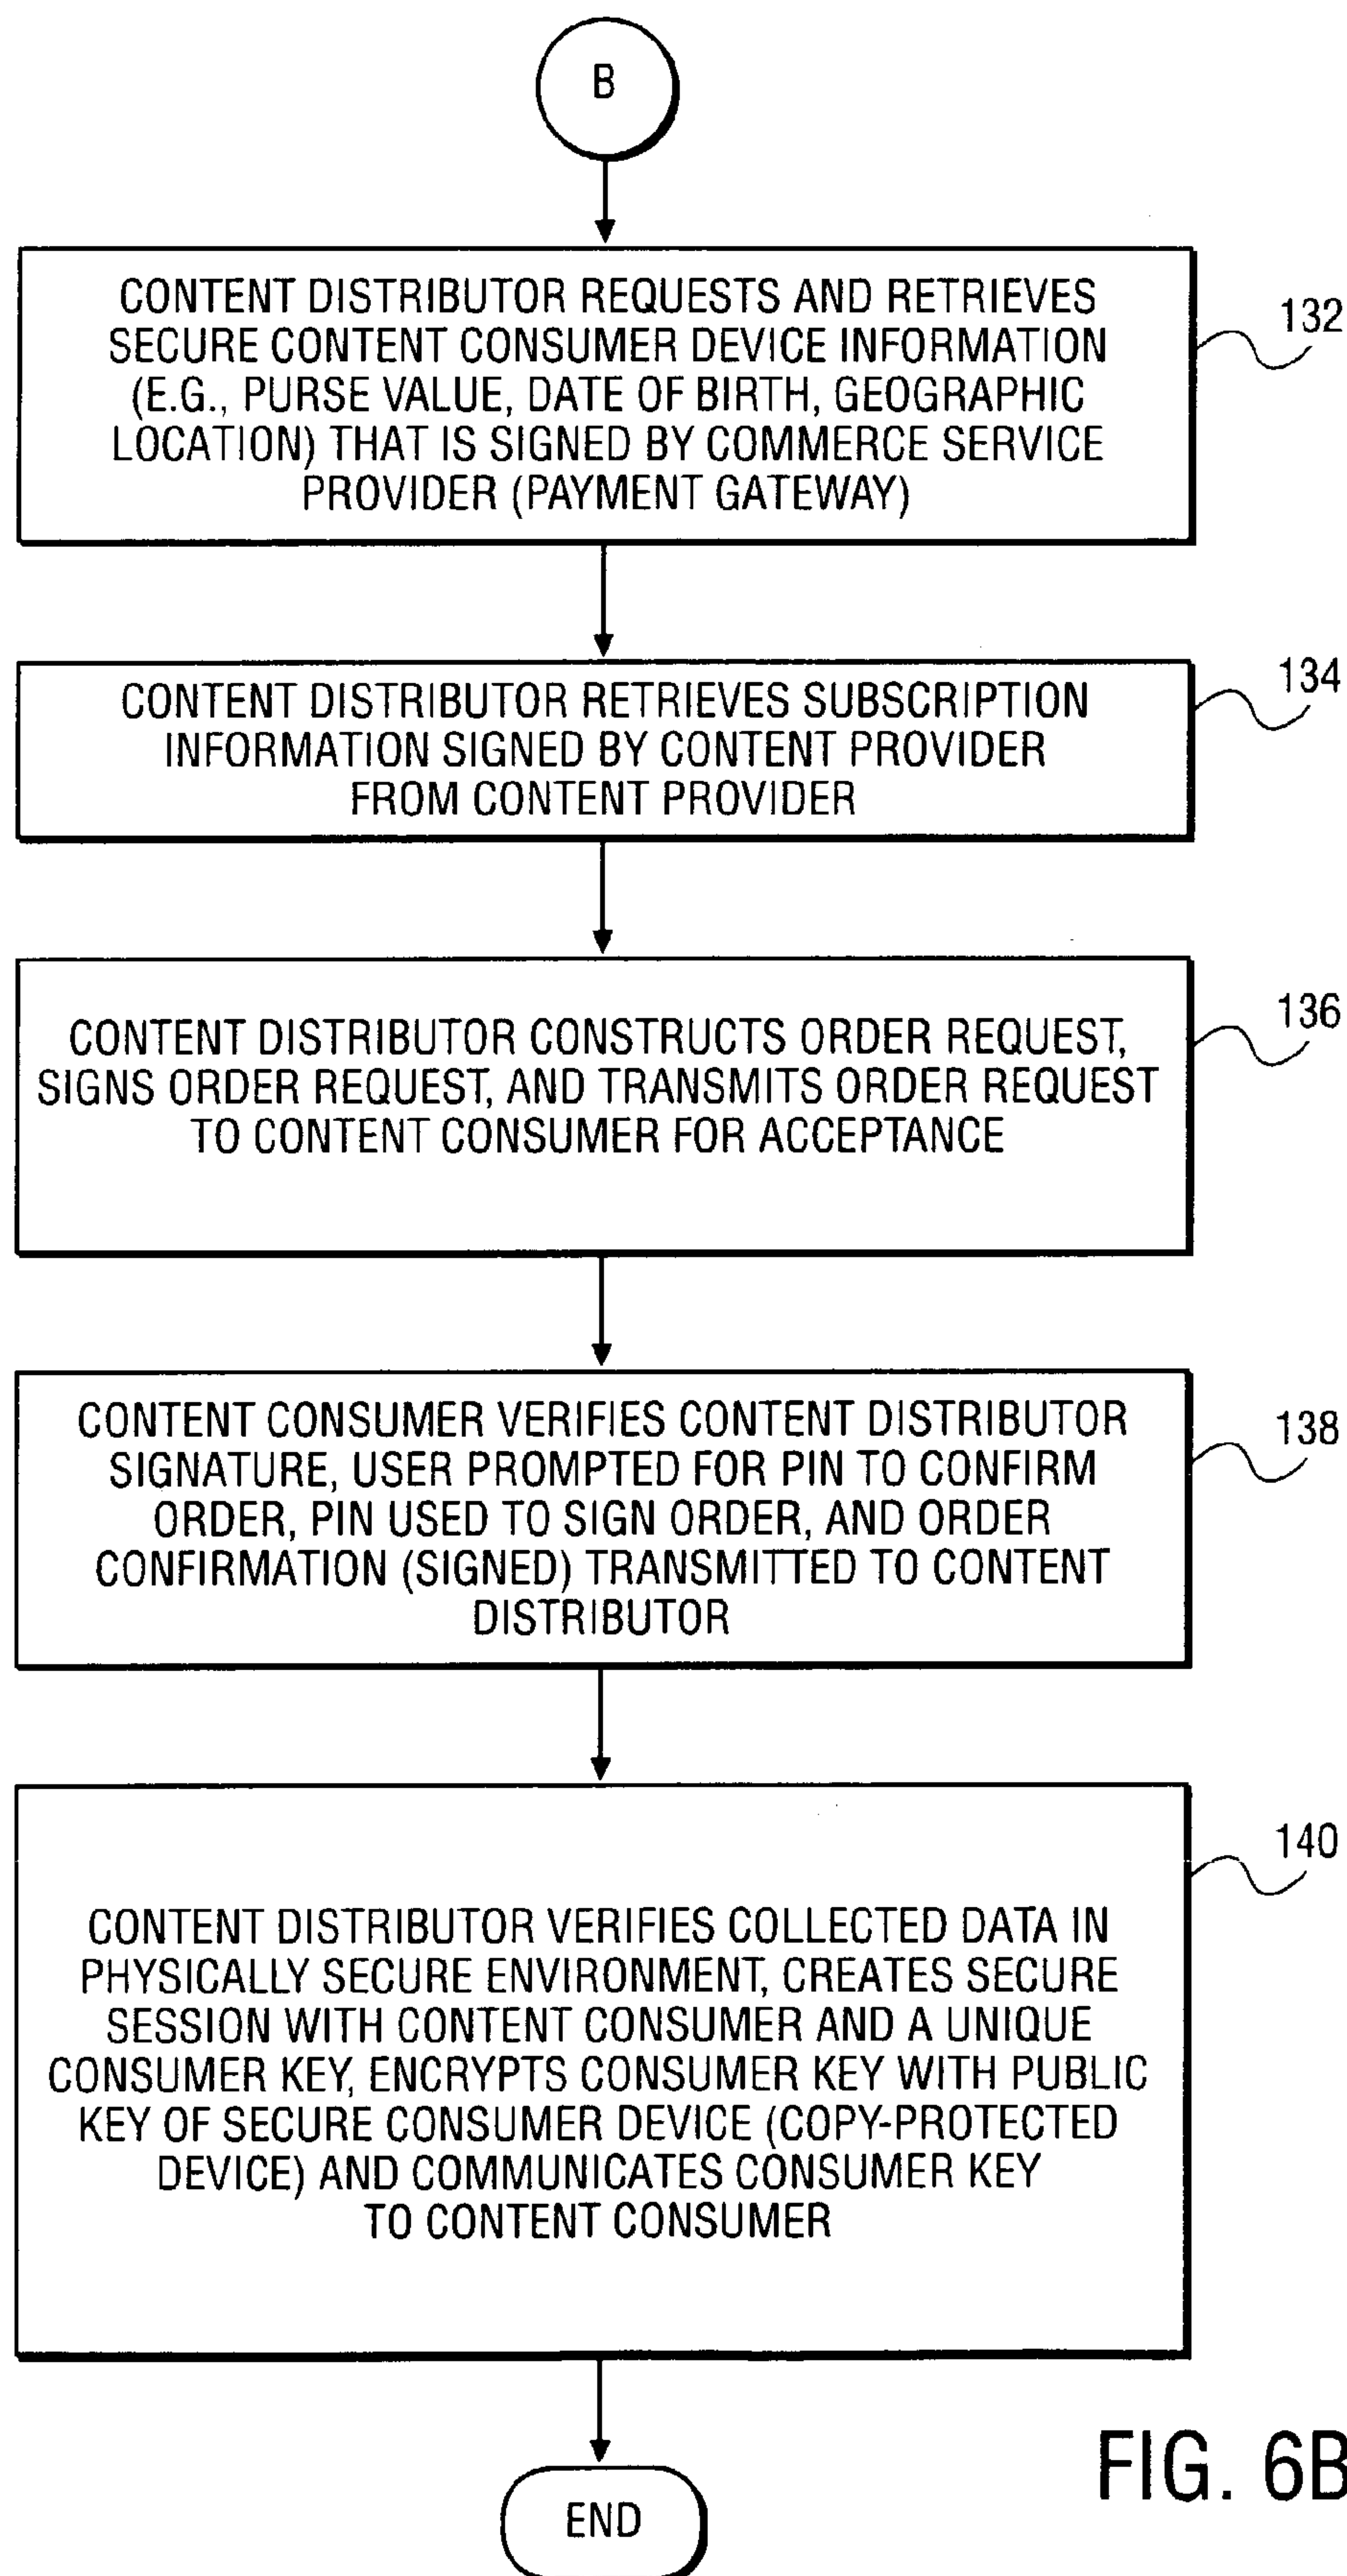 B
CONTENT DISTRIBUTOR REQUESTS AND RETRIEVES
SECURE CONTENT CONSUMER DEVICE INFORMATION
(E.G., PURSE VALUE, DATE OF BIRTH, GEOGRAPHIC
LOCATION) THAT IS SIGNED BY COMMERCE SERVICE
PROVIDER (PAYMENT GATEWAY)
132
CONTENT DISTRIBUTOR RETRIEVES SUBSCRIPTION
INFORMATION SIGNED BY CONTENT PROVIDER
FROM CONTENT PROVIDER
134
CONTENT DISTRIBUTOR CONSTRUCTS ORDER REQUEST,
SIGNS ORDER REQUEST, AND TRANSMITS ORDER REQUEST
TO CONTENT CONSUMER FOR ACCEPTANCE
136
CONTENT CONSUMER VERIFIES CONTENT DISTRIBUTOR
SIGNATURE, USER PROMPTED FOR PIN TO CONFIRM
ORDER, PIN USED TO SIGN ORDER, AND ORDER
CONFIRMATION (SIGNED) TRANSMITTED TO CONTENT
DISTRIBUTOR
138
CONTENT DISTRIBUTOR VERIFIES COLLECTED DATA IN
PHYSICALLY SECURE ENVIRONMENT, CREATES SECURE
SESSION WITH CONTENT CONSUMER AND A UNIQUE
CONSUMER KEY, ENCRYPTS CONSUMER KEY WITH PUBLIC
KEY OF SECURE CONSUMER DEVICE (COPY-PROTECTED
DEVICE) AND COMMUNICATES CONSUMER KEY
TO CONTENT CONSUMER
140
END
FIG. 6B